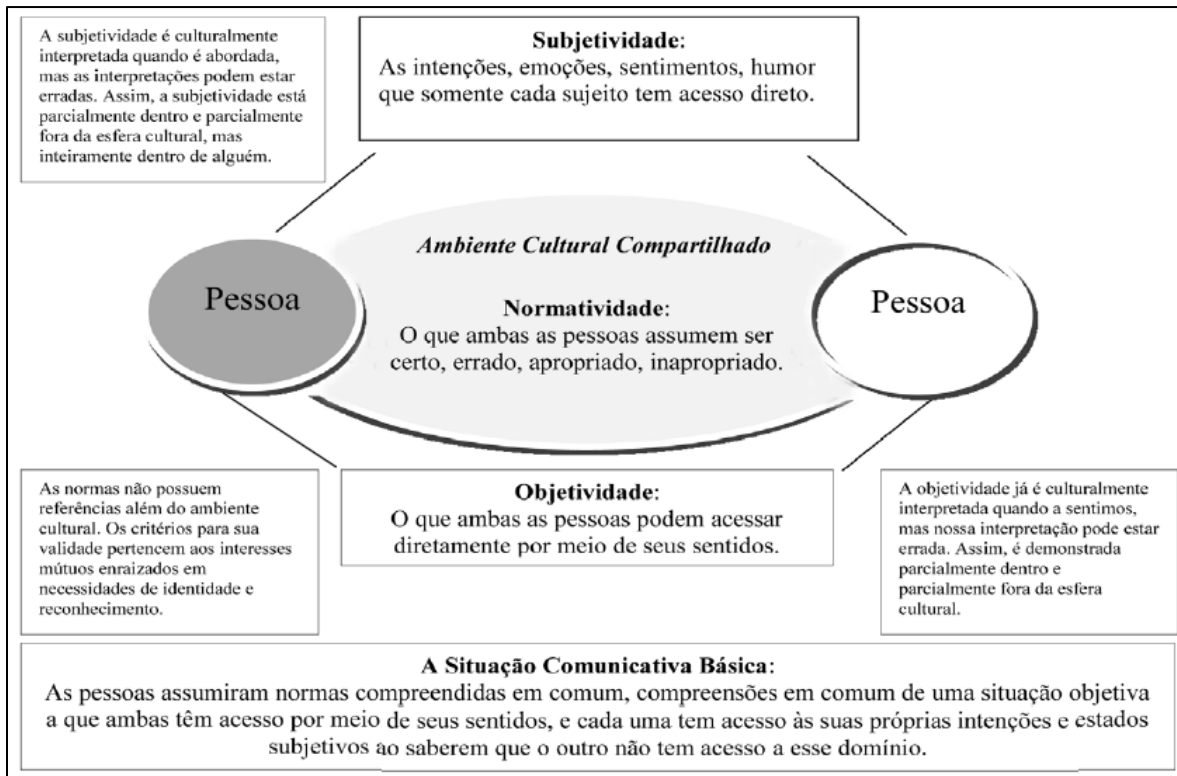 A subjetividade é culturalmente
interpretada quando é abordada,
mas as interpretações podem estar
erradas. Assim, a subjetividade está
parcialmente dentro e parcialmente
fora da esfera cultural, mas
inteiramente dentro de alguém.
Subjetividade:
As intenções, emoções, sentimentos, humor
que somente cada sujeito tem acesso direto.
Ambiente Cultural Compartilhado
Pessoa
Normatividade:
O que ambas as pessoas assumem ser
certo, errado, apropriado, inapropriado.
Pessoa
As normas não possuem
referências além do ambiente
cultural. Os critérios para sua
validade pertencem aos interesses
mútuos enraizados em
necessidades de identidade e
reconhecimento.
Objetividade:
O que ambas as pessoas podem acessar
diretamente por meio de seus sentidos.
A objetividade já é culturalmente
interpretada quando a sentimos,
mas nossa interpretação pode estar
errada. Assim, é demonstrada
parcialmente dentro e
parcialmente fora da esfera
cultural.
A Situação Comunicativa Básica:
As pessoas assumiram normas compreendidas em comum, compreensões em comum de uma situação objetiva
a que ambas têm acesso por meio de seus sentidos, e cada uma tem acesso às suas próprias intenções e estados
subjetivos ao saberem que o outro não tem acesso a esse domínio.